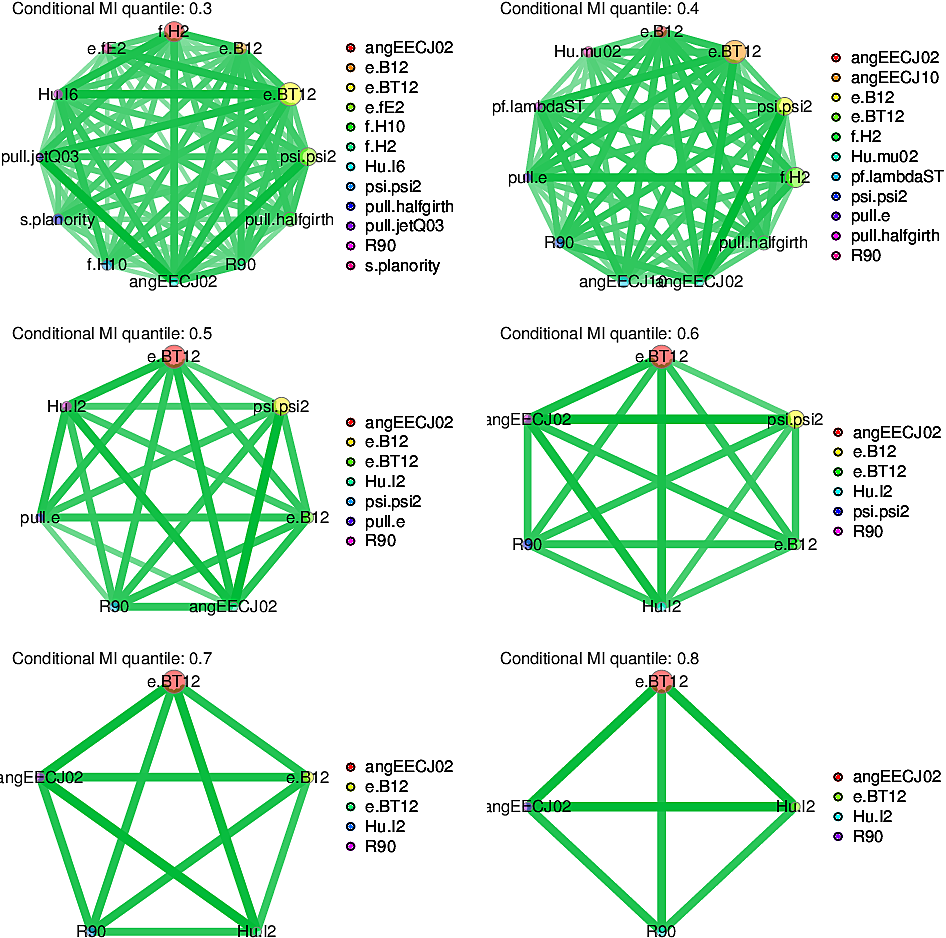 Conditional MI quantile: 0.3
f.H2
e.fE2
e.B12
Hu.I6
e.BT12
pull.jetQ03
psi.psi2
s.planority
pull.halfgirth
f.H10
R90
angEECJ02
angEECJ02
e.B12
e.BT12
e.fE2
f.H10
f.H2
Hu.I6
psi.psi2
pull.halfgirth
pull.jetQ03
R90
s.planority
Conditional MI quantile: 0.4
e.B12
Hu.mu02
e.BT12
pf.lambdaST
psi.psi2
pull.e
f.H2
R90
pull.halfgirth
angEECJ10
angEECJ02
angEECJ02
angEECJ10
e.B12
e.BT12
f.H2
Hu.mu02
pf.lambdaST
psi.psi2
pull.e
pull.halfgirth
R90
Conditional MI quantile: 0.5
e.BT12
Hu.I2
psi.psi2
pull.e
e.B12
R90
angEECJ02
angEECJ02
e.B12
e.BT12
Hu.I2
psi.psi2
pull.e
R90
Conditional MI quantile: 0.6
e.BT12
angEECJ02
psi.psi2
R90
e.B12
Hu.I2
angEECJ02
e.B12
e.BT12
Hu.I2
psi.psi2
R90
Conditional MI quantile: 0.7
e.BT12
angEECJ02
e.B12
R90
Hu.I2
angEECJ02
e.B12
e.BT12
Hu.I2
R90
Conditional MI quantile: 0.8
e.BT12
angEECJ02
Hu.I2
R90
angEECJ02
e.BT12
Hu.I2
R90